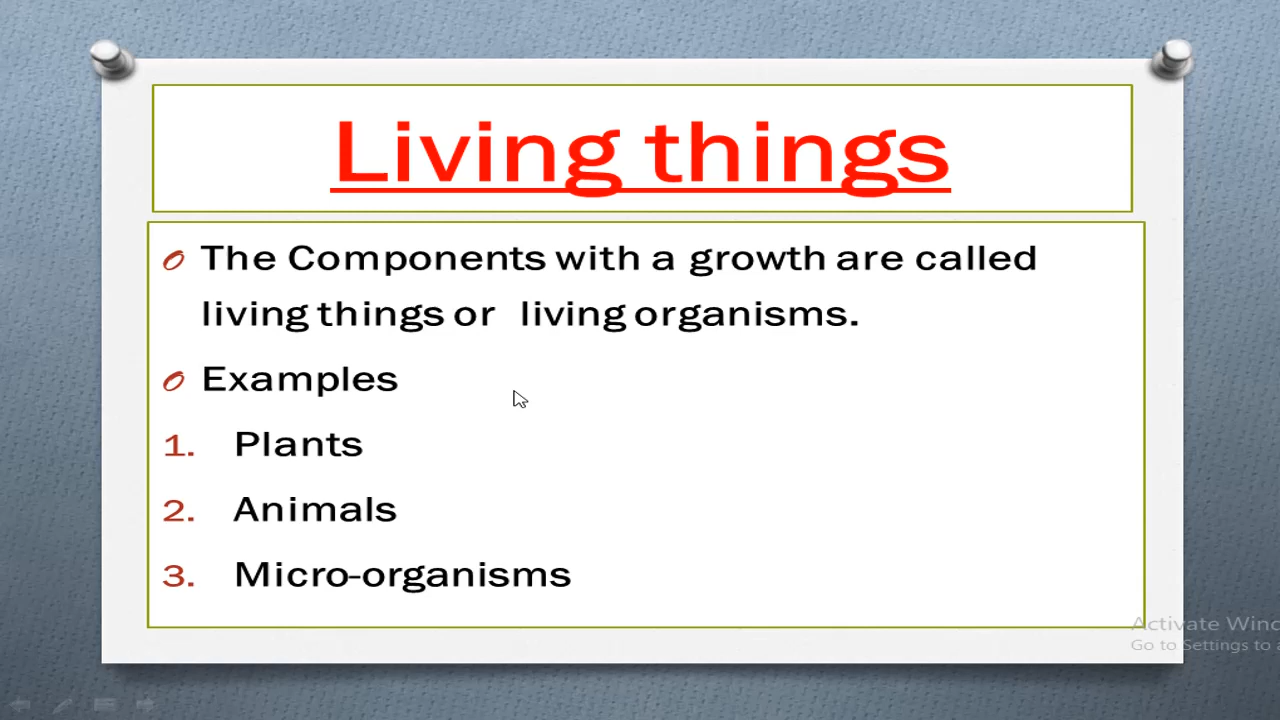 Living things
The Components with a growth are called
living things or living organisms.
Examples
1. Plants
2. Animals
3. Micro-organisms
Activate Winc
Go to Settings to a